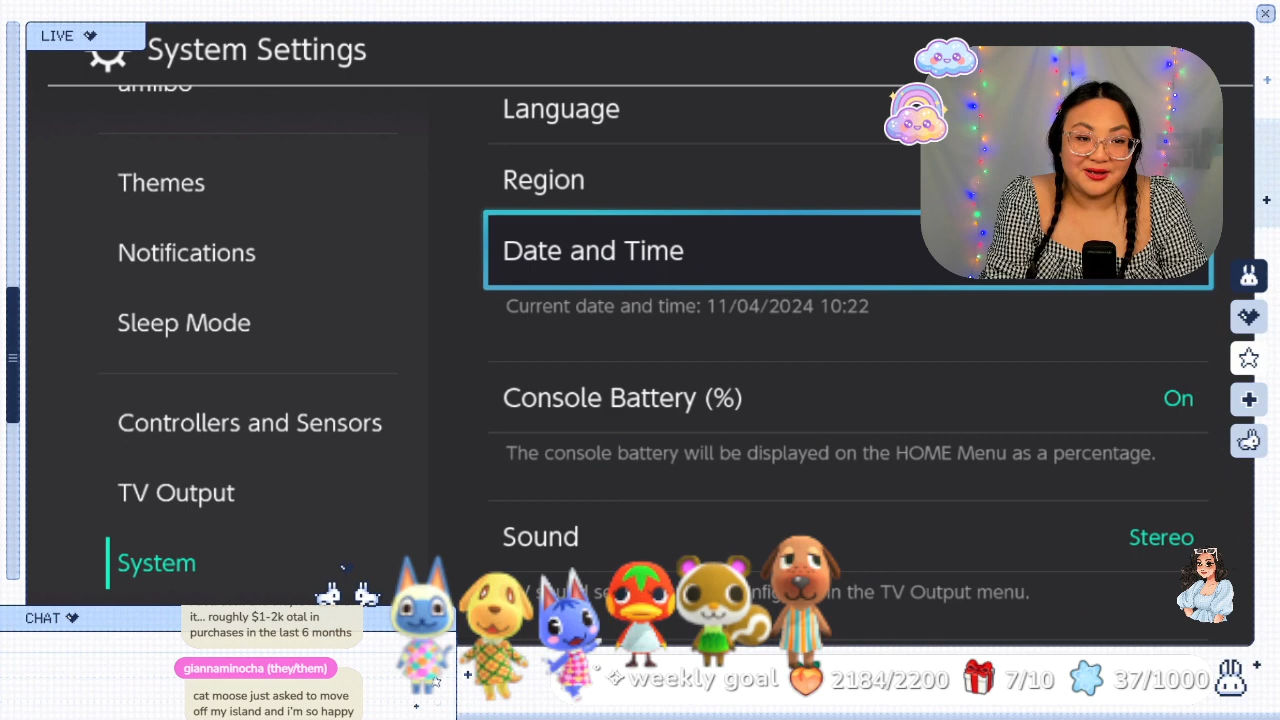 LIVE
System Settings
amiibo
Themes
Notifications
Sleep Mode
Controllers and Sensors
TV Output
System
Language
Region
Date and Time
Current date and time: 11/04/2024 10:22
Console Battery (%)
On
The console battery will be displayed on the HOME Menu as a percentage.
Sound
Stereo
in the TV Output menu.
CHAT
it... roughly $1-2k otal in
purchases in the last 6 months
giannaminocha (they/them)
cat moose just asked to move
off my island and i'm so happy
weekly goal
2184/2200
7/10
37/1000